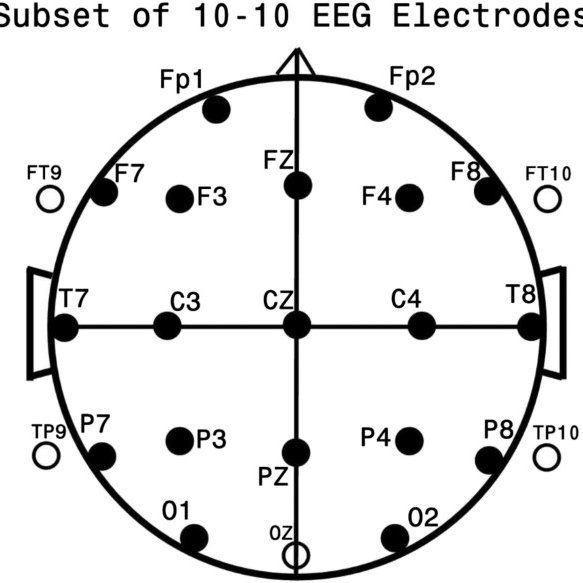 Subset of 10-10 EEG Electrodes
Fp1 Fp2
FT9 F7 F3 FZ F4 F8 FT10
T7 C3 CZ C4 T8
TP9 P7 P3 PZ P4 P8 TP10
O1 OZ O2